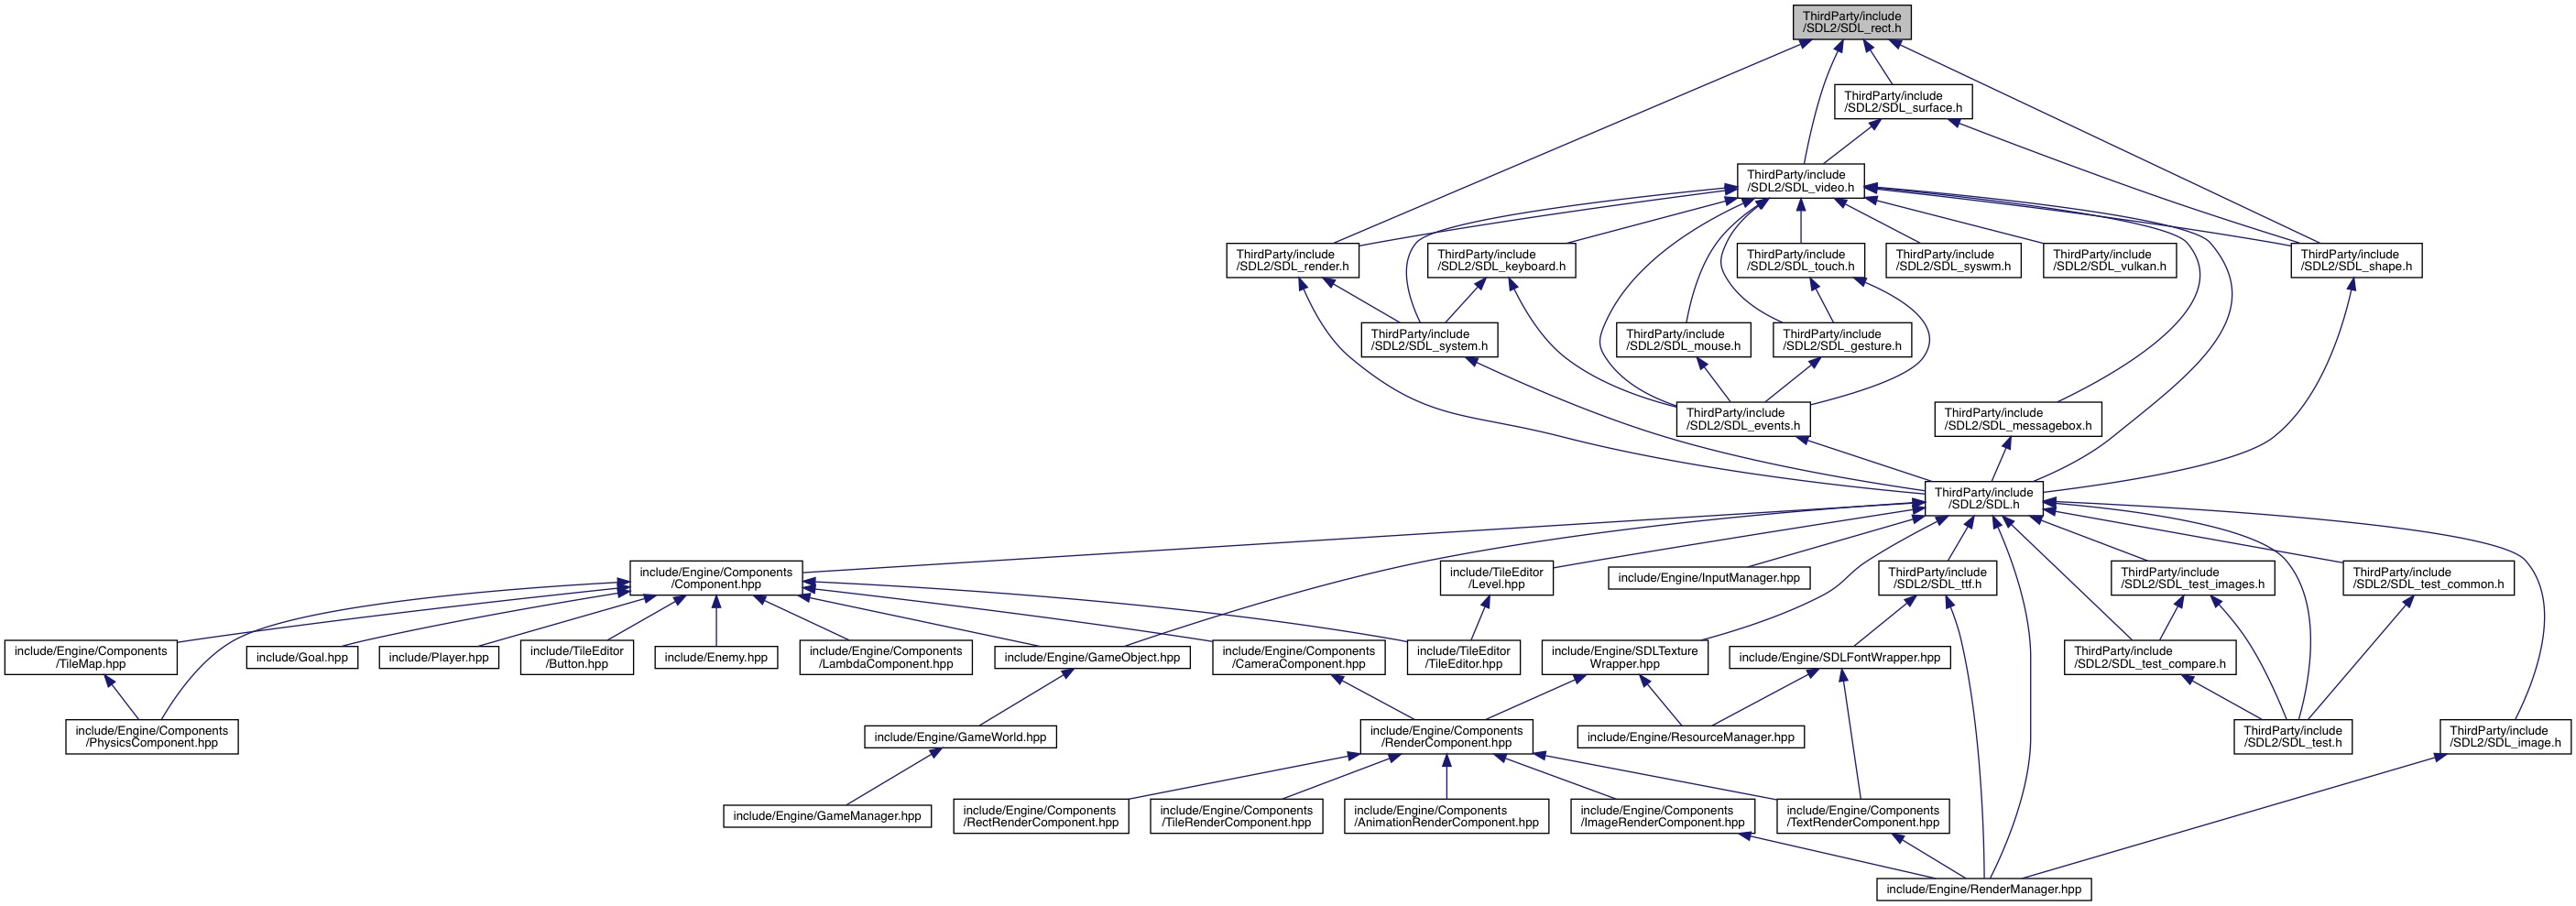 ThirdParty/include
/SDL2/SDL_rect.h
ThirdParty/include
/SDL2/SDL_surface.h
ThirdParty/include
/SDL2/SDL_video.h
ThirdParty/include
/SDL2/SDL_render.h
ThirdParty/include
/SDL2/SDL_keyboard.h
ThirdParty/include
/SDL2/SDL_touch.h
ThirdParty/include
/SDL2/SDL_syswm.h
ThirdParty/include
/SDL2/SDL_vulkan.h
ThirdParty/include
/SDL2/SDL_shape.h
ThirdParty/include
/SDL2/SDL_system.h
ThirdParty/include
/SDL2/SDL_mouse.h
ThirdParty/include
/SDL2/SDL_gesture.h
ThirdParty/include
/SDL2/SDL_events.h
ThirdParty/include
/SDL2/SDL_messagebox.h
ThirdParty/include
/SDL2/SDL.h
include/Engine/Components
/Component.hpp
include/TileEditor
/Level.hpp
include/Engine/InputManager.hpp
ThirdParty/include
/SDL2/SDL_ttf.h
ThirdParty/include
/SDL2/SDL_test_images.h
ThirdParty/include
/SDL2/SDL_test_common.h
include/Engine/Components
/TileMap.hpp
include/Goal.hpp
include/Player.hpp
include/TileEditor
/Button.hpp
include/Enemy.hpp
include/Engine/Components
/LambdaComponent.hpp
include/Engine/GameObject.hpp
include/Engine/Components
/CameraComponent.hpp
include/TileEditor
/TileEditor.hpp
include/Engine/SDLTexture
Wrapper.hpp
include/Engine/SDLFontWrapper.hpp
ThirdParty/include
/SDL2/SDL_test_compare.h
include/Engine/Components
/PhysicsComponent.hpp
include/Engine/GameWorld.hpp
include/Engine/Components
/RenderComponent.hpp
include/Engine/ResourceManager.hpp
ThirdParty/include
/SDL2/SDL_test.h
ThirdParty/include
/SDL2/SDL_image.h
include/Engine/GameManager.hpp
include/Engine/Components
/RectRenderComponent.hpp
include/Engine/Components
/TileRenderComponent.hpp
include/Engine/Components
/AnimationRenderComponent.hpp
include/Engine/Components
/ImageRenderComponent.hpp
include/Engine/Components
/TextRenderComponent.hpp
include/Engine/RenderManager.hpp